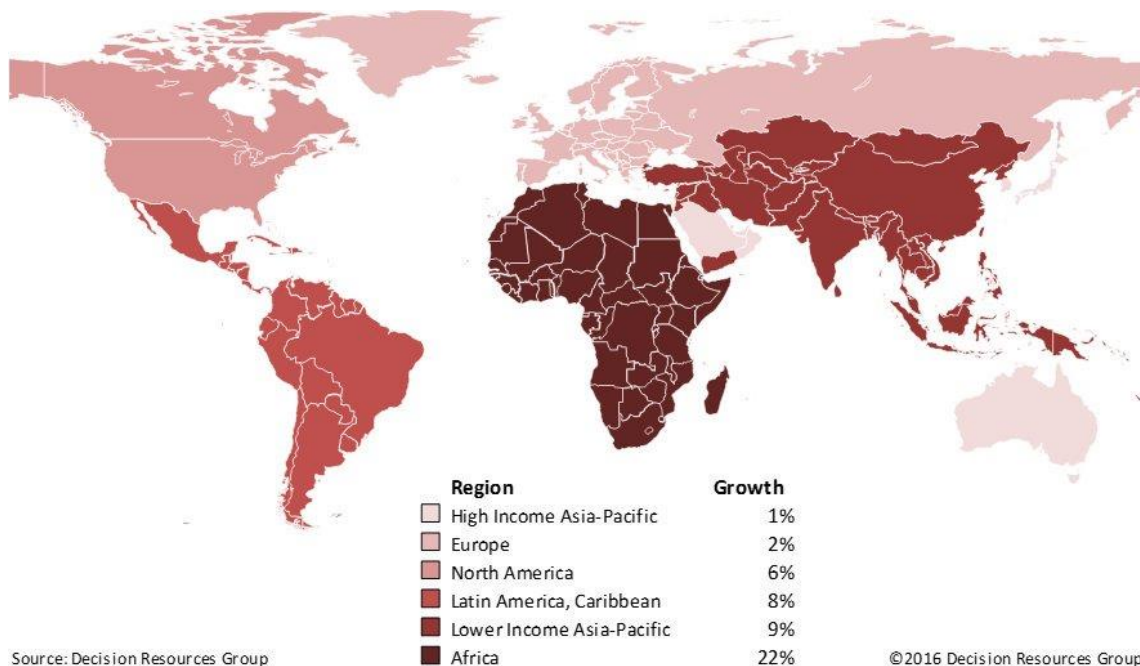 Region Growth
High Income Asia-Pacific 1%
Europe 2%
North America 6%
Latin America, Caribbean 8%
Lower Income Asia-Pacific 9%
Africa 22%
Source: Decision Resources Group ©2016 Decision Resources Group